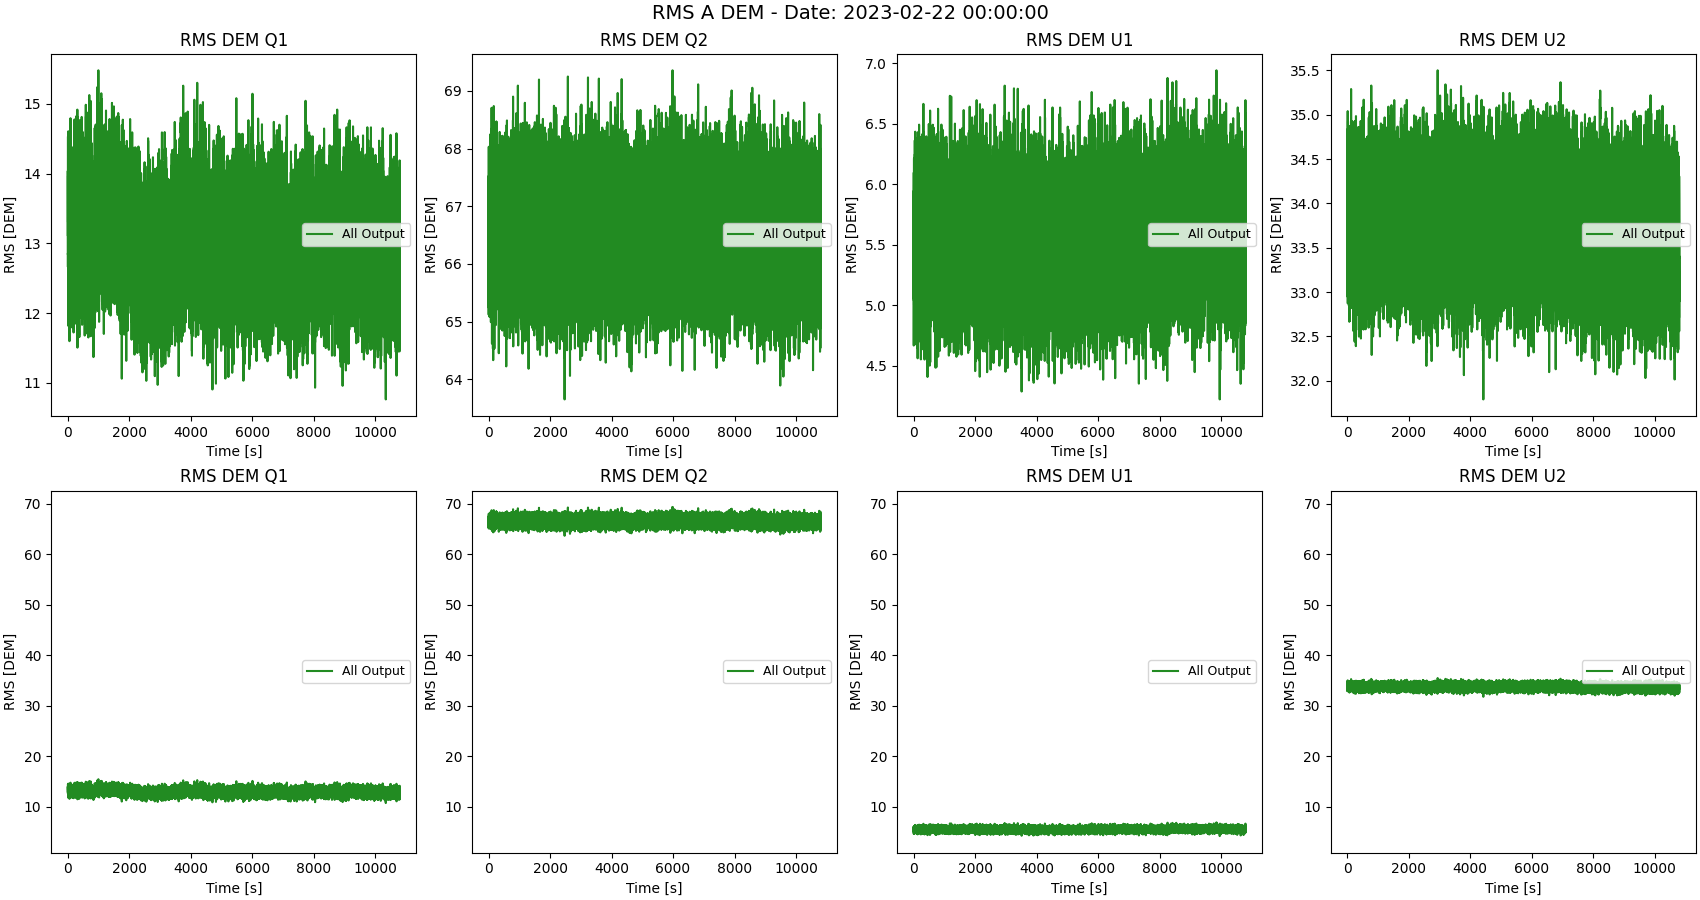 RMS A DEM - Date: 2023-02-22 00:00:00
RMS DEM Q1
RMS [DEM]
15
14
13
12
11
All Output
0 2000 4000 6000 8000 10000
Time [s]
RMS DEM Q2
RMS [DEM]
69
68
67
66
65
64
All Output
0 2000 4000 6000 8000 10000
Time [s]
RMS DEM U1
RMS [DEM]
7.0
6.5
6.0
5.5
5.0
4.5
All Output
0 2000 4000 6000 8000 10000
Time [s]
RMS DEM U2
RMS [DEM]
35.5
35.0
34.5
34.0
33.5
33.0
32.5
32.0
All Output
0 2000 4000 6000 8000 10000
Time [s]
RMS DEM Q1
RMS [DEM]
70
60
50
40
30
20
10
All Output
0 2000 4000 6000 8000 10000
Time [s]
RMS DEM Q2
RMS [DEM]
70
60
50
40
30
20
10
All Output
0 2000 4000 6000 8000 10000
Time [s]
RMS DEM U1
RMS [DEM]
70
60
50
40
30
20
10
All Output
0 2000 4000 6000 8000 10000
Time [s]
RMS DEM U2
RMS [DEM]
70
60
50
40
30
20
10
All Output
0 2000 4000 6000 8000 10000
Time [s]